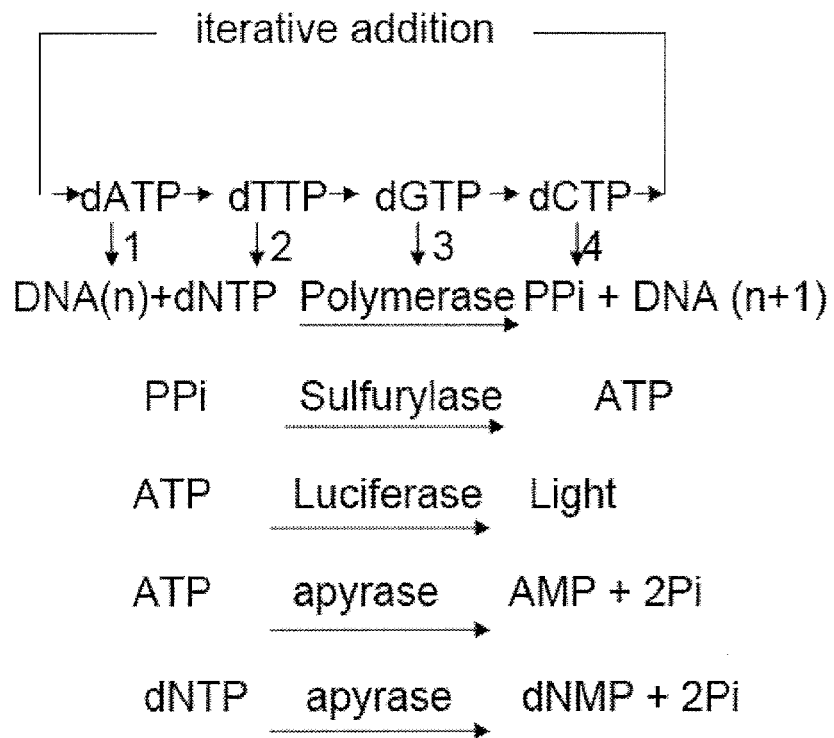 iterative addition
dATP dTTP dGTP dCTP
1 2 3 4
DNA(n)+dNTP Polymerase PPi + DNA (n+1)
PPi Sulfurylase ATP
ATP Luciferase Light
ATP apyrase AMP + 2Pi
dNTP apyrase dNMP + 2Pi